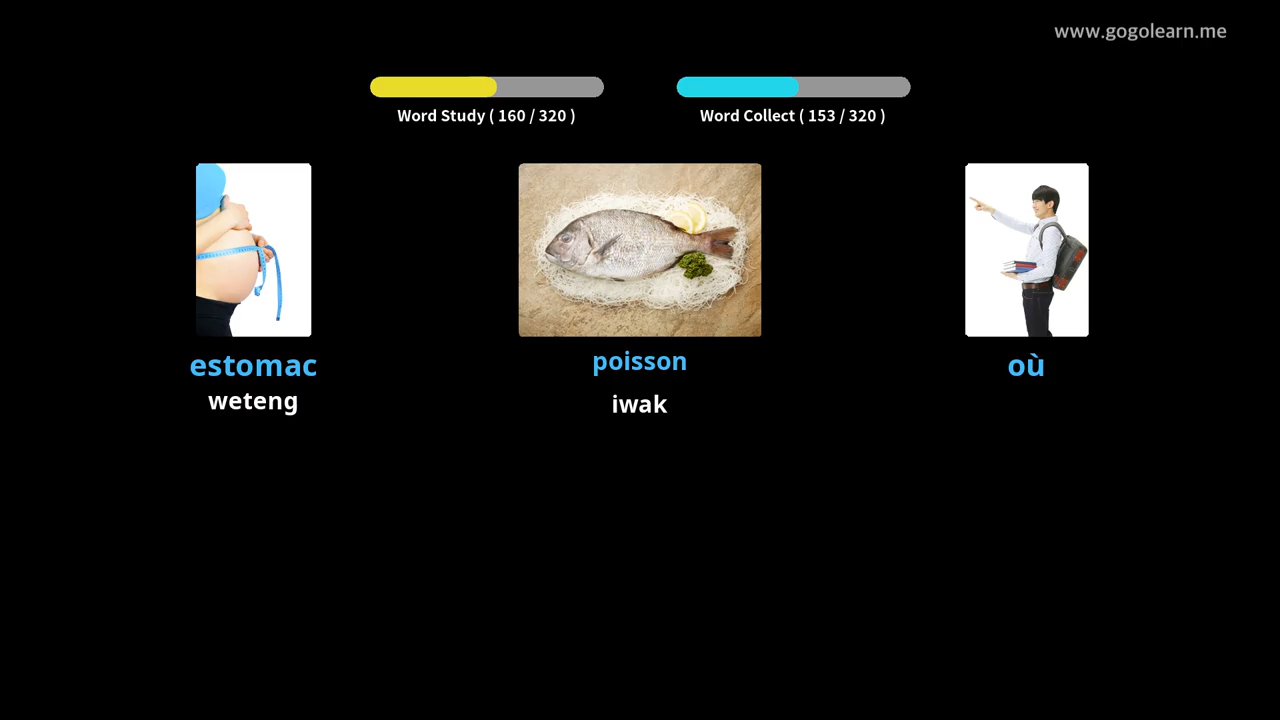 www.gogolearn.me
Word Study ( 160 / 320 )
Word Collect ( 153 / 320 )
estomac
weteng
poisson
iwak
où